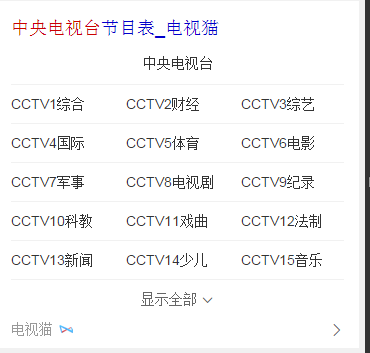 中央电视台节目表_电视猫
中央电视台
CCTV1综合 CCTV2财经 CCTV3综艺
CCTV4国际 CCTV5体育 CCTV6电影
CCTV7军事 CCTV8电视剧 CCTV9纪录
CCTV10科教 CCTV11戏曲 CCTV12法制
CCTV13新闻 CCTV14少儿 CCTV15音乐
显示全部
电视猫